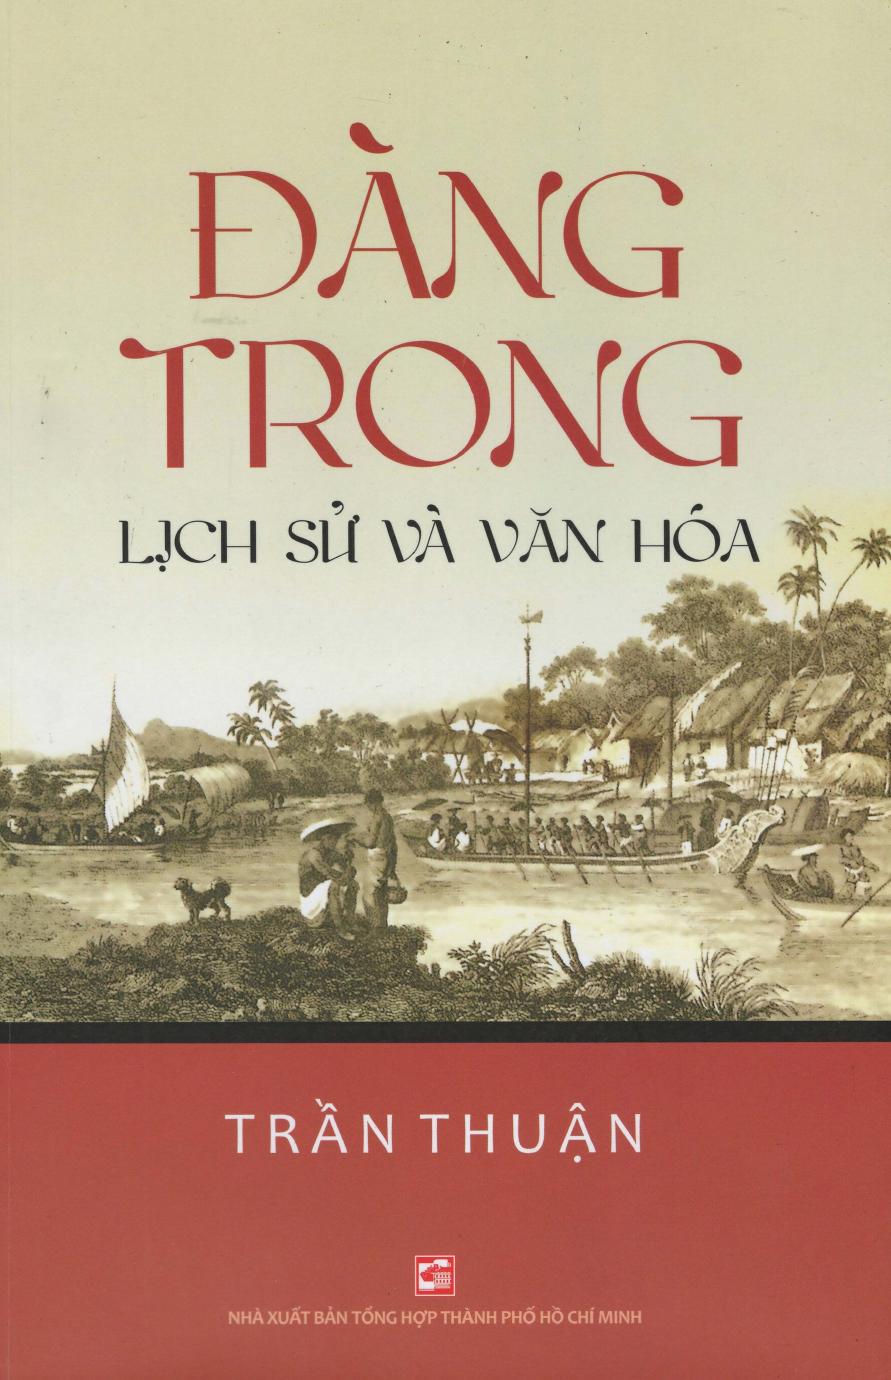 ĐÀNG
TRONG
LỊCH SỬ VÀ VĂN HÓA
TRẦN THUẬN
NHÀ XUẤT BẢN TỔNG HỢP THÀNH PHỐ HỒ CHÍ MINH